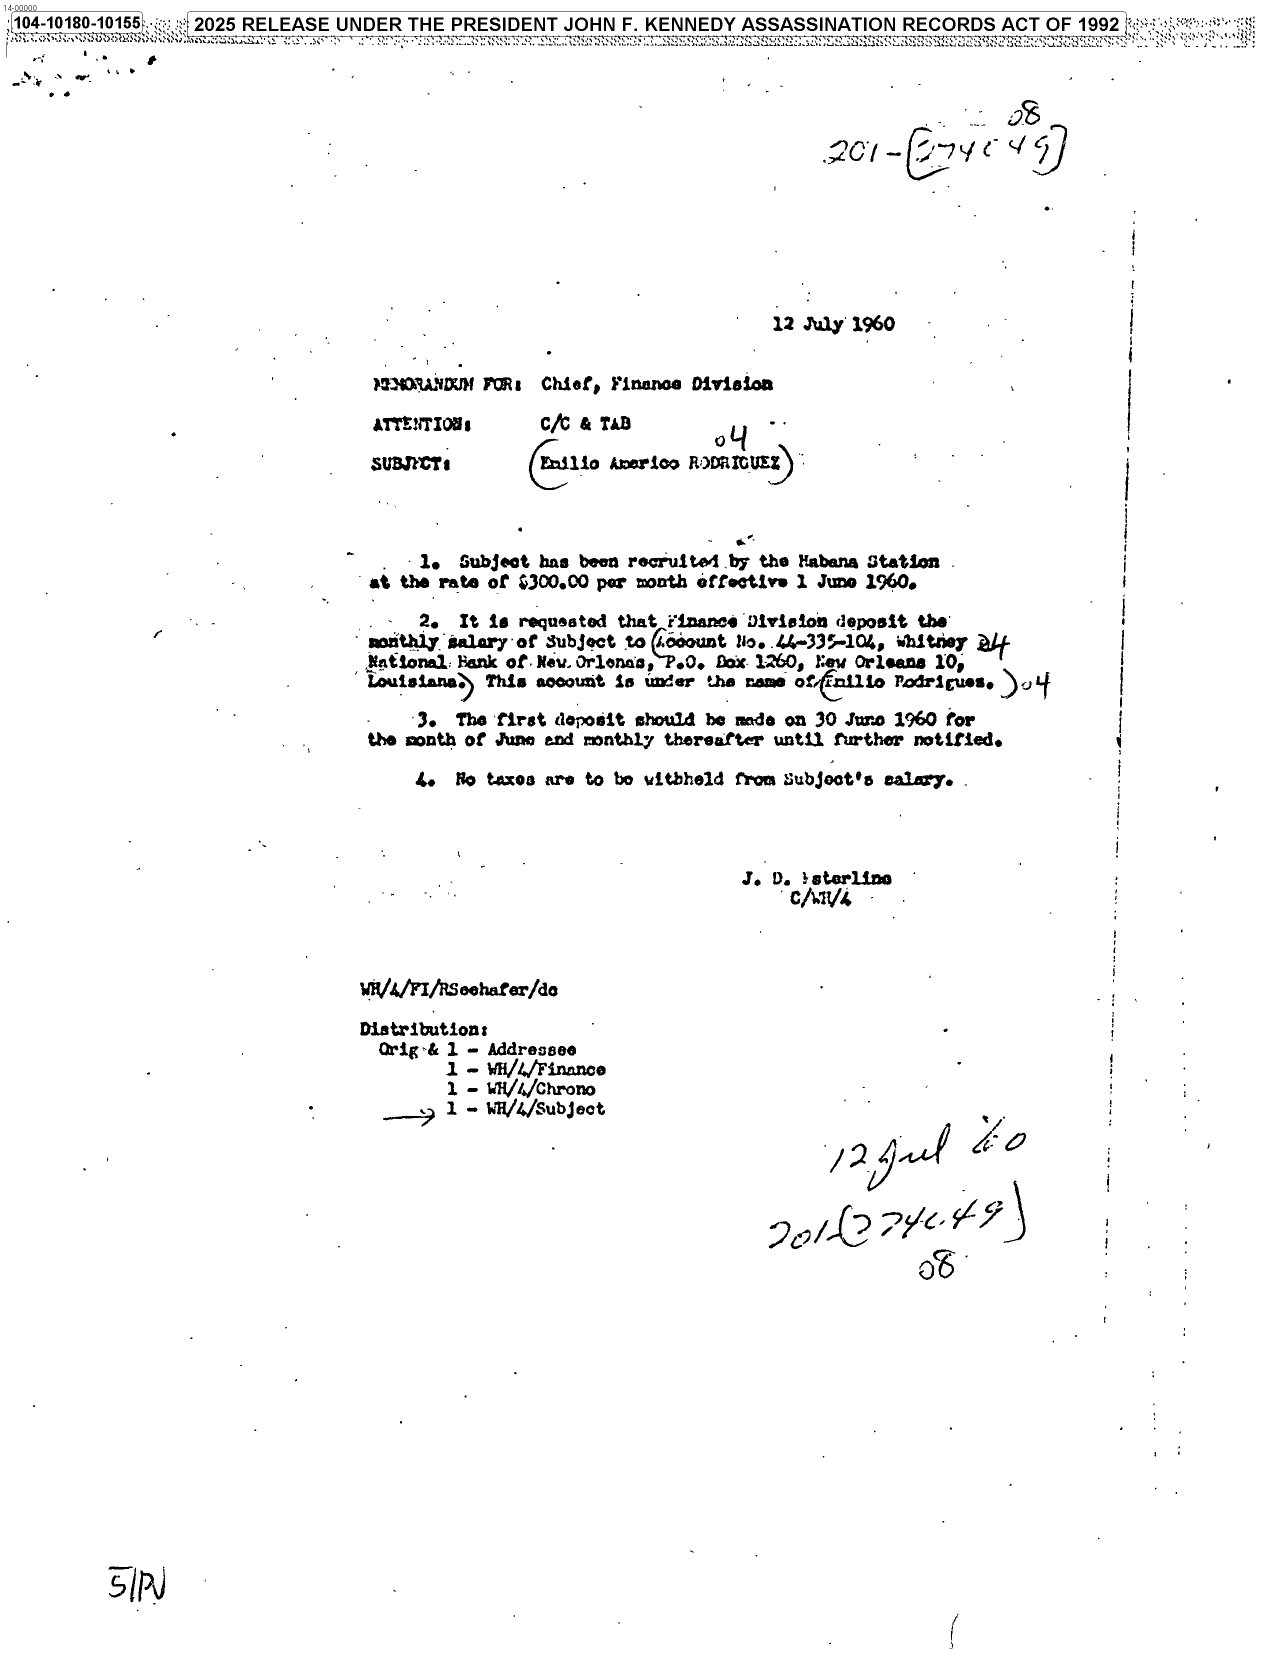 14-00000
104-10180-10155 2025 RELEASE UNDER THE PRESIDENT JOHN F. KENNEDY ASSASSINATION RECORDS ACT OF 1992
08
201-
12 July 1960
MEMORANDUM FOR: Chief, Finance Division
ATTENTION: C/C & TAB
04
SUBJECT: Emilio Americo RODRIGUEZ
1. Subject has been recruited by the Habana Station
at the rate of $300.00 per month effective 1 June 1960.
2. It is requested that Finance Division deposit the
monthly salary of Subject to Account No. 44-335-104, Whitney 24
National Bank of New Orleans, P.O. Box 1260, New Orleans 10,
Louisiana. This account is under the name of Emilio Rodrigues. 04
3. The first deposit should be made on 30 June 1960 for
the month of June and monthly thereafter until further notified.
4. No taxes are to be withheld from Subject's salary.
J. D. Esterline
C/WH/4
WH/4/FI/RSeehafer/dc
Distribution:
Orig & 1 - Addressee
1 - WH/4/Finance
1 - WH/4/Chrono
1 - WH/4/Subject
12 Jul 60
201-
08